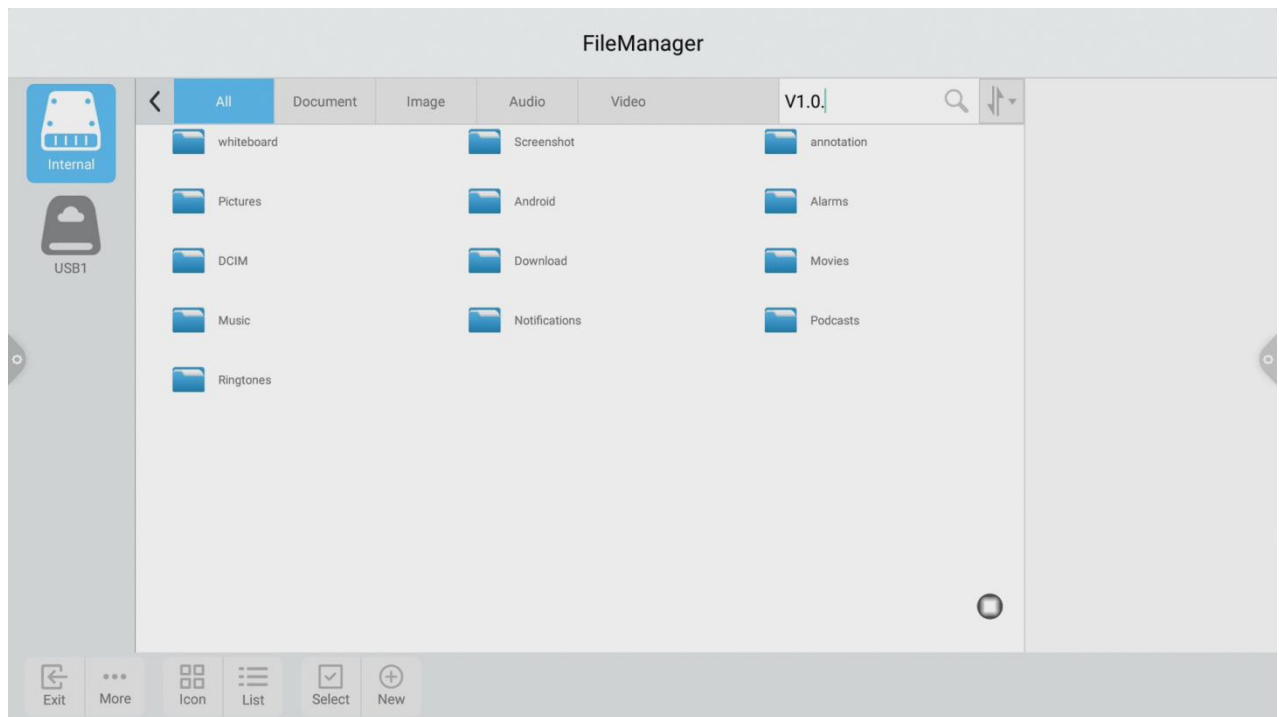 FileManager
All Document Image Audio Video V1.0.
Internal
USB1
whiteboard Screenshot annotation
Pictures Android Alarms
DCIM Download Movies
Music Notifications Podcasts
Ringtones
Exit More Icon List Select New